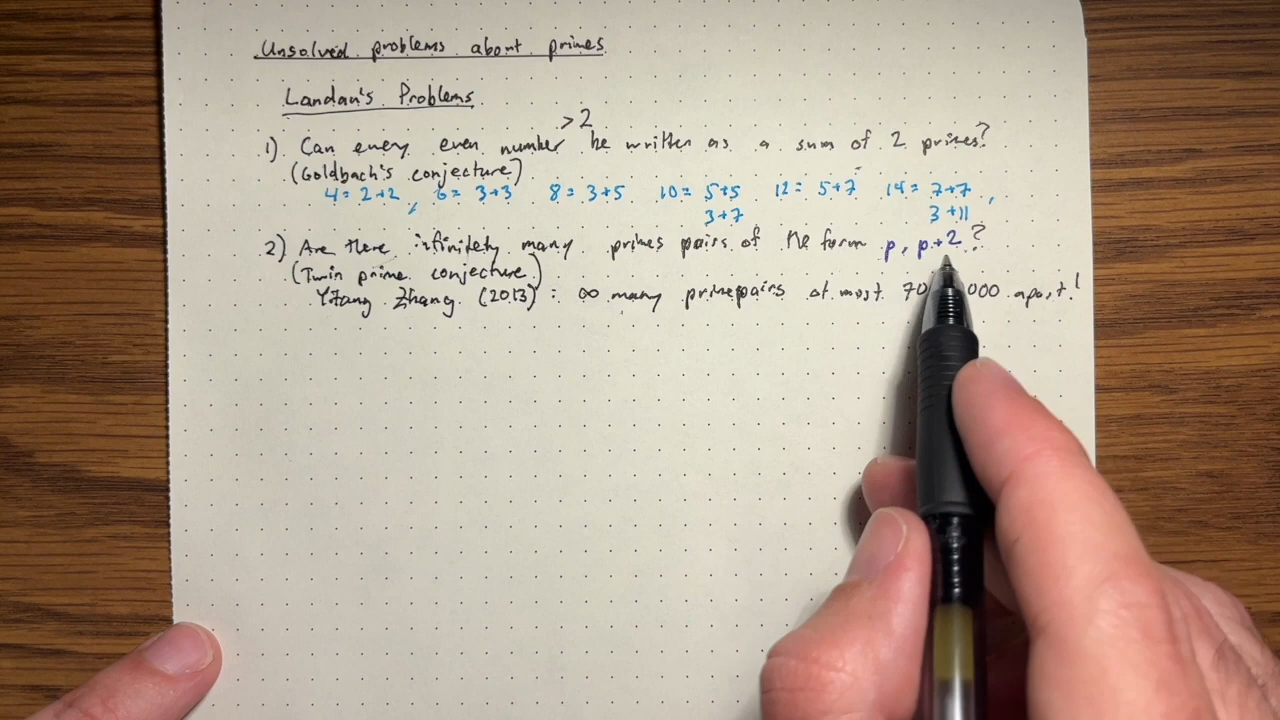 Unsolved problems about primes
Landau's Problems
>2
1) Can every even number be written as a sum of 2 primes?
(Goldbach's conjecture)
4 = 2+2, 6 = 3+3 8 = 3+5 10 = 5+5 12 = 5+7 14 = 7+7,
3+7 3+11
2) Are there infinitely many primes pairs of the form p, p+2?
(Twin prime conjecture)
Yitang Zhang (2013) : ∞ many prime pairs at most 70 000 apart!